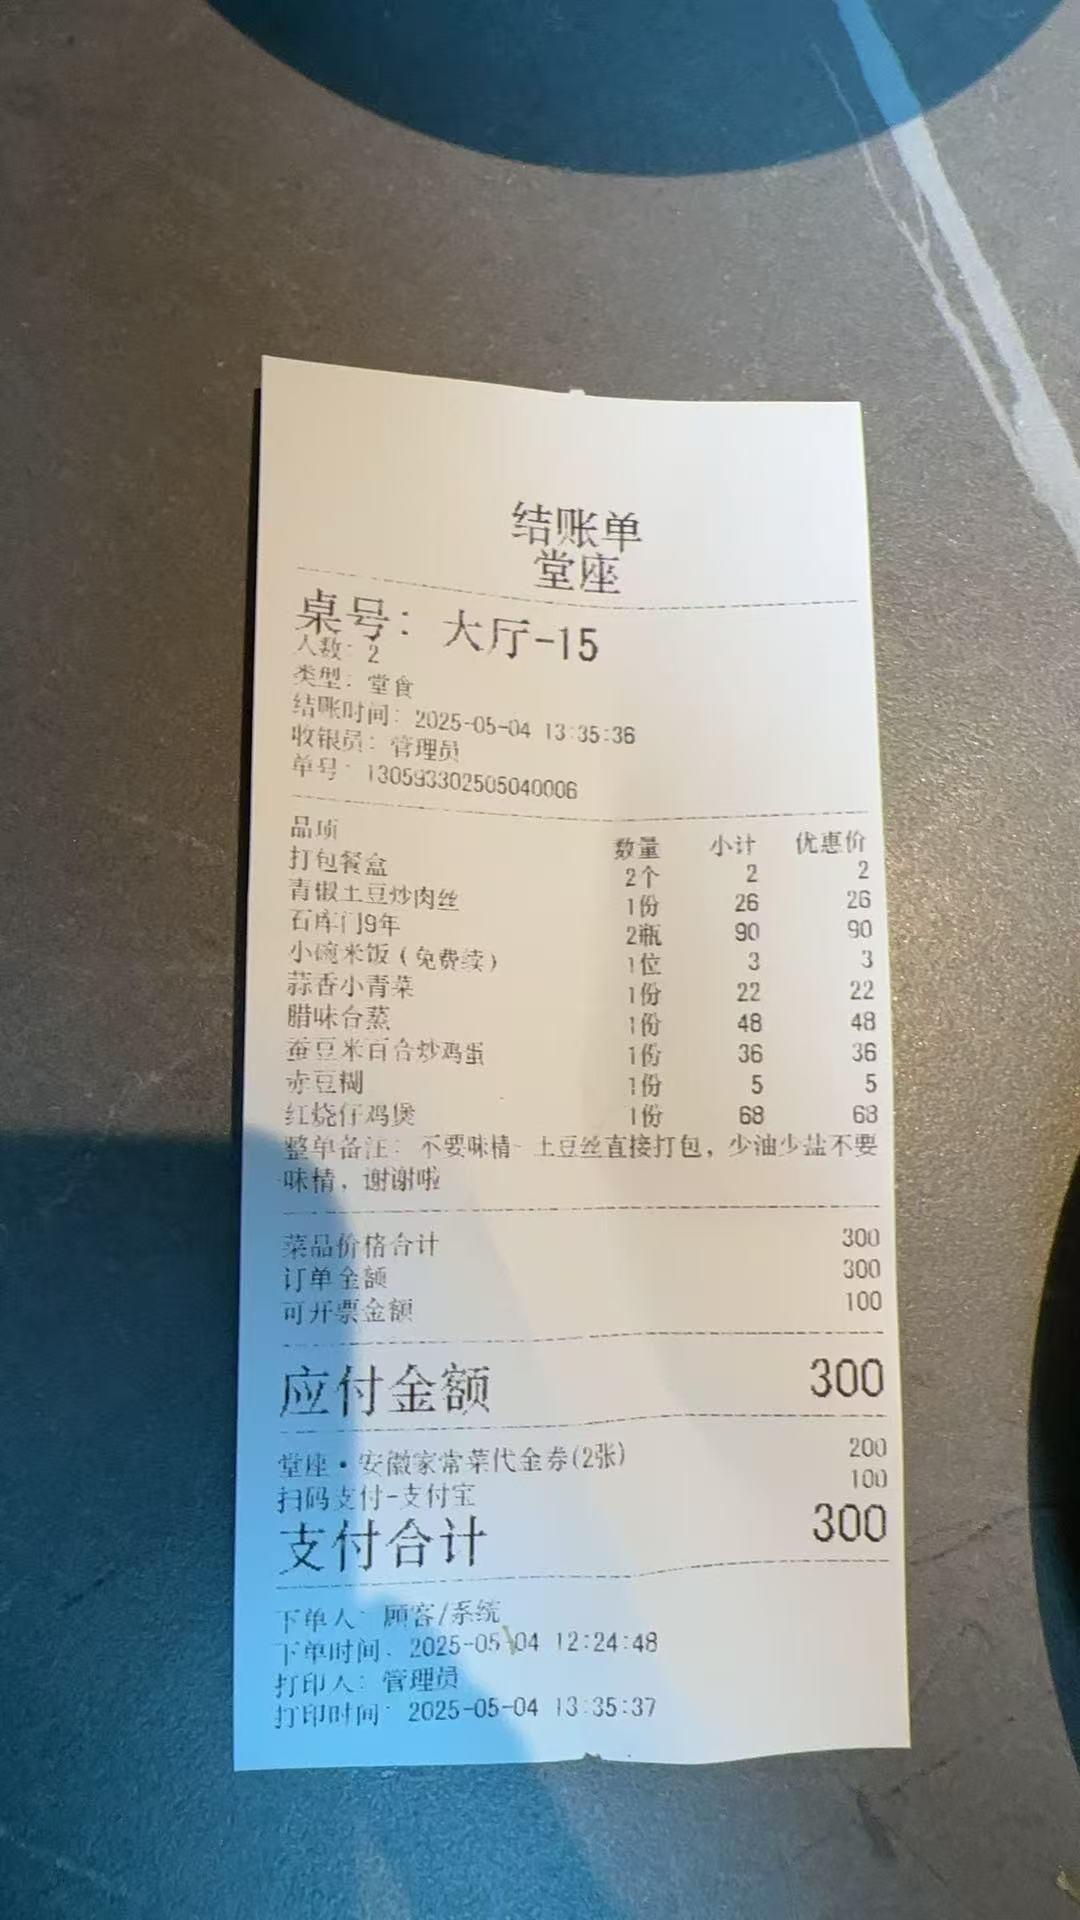 结账单
堂座
桌号：大厅-15
人数：2
类型：堂食
结账时间：2025-05-04 13:35:36
收银员：管理员
单号：130593302505040006
品项 数量 小计 优惠价
打包餐盒 2个 2 2
青椒土豆炒肉丝 1份 26 26
石库门9年 2瓶 90 90
小碗米饭（免费续） 1位 3 3
蒜香小青菜 1份 22 22
腊味合蒸 1份 48 48
蚕豆米百合炒鸡蛋 1份 36 36
赤豆糊 1份 5 5
红烧仔鸡煲 1份 68 68
整单备注：不要味精- 土豆丝直接打包，少油少盐不要
味精，谢谢啦
菜品价格合计 300
订单金额 300
可开票金额 100
应付金额 300
堂座·安徽家常菜代金券(2张) 200
扫码支付-支付宝 100
支付合计 300
下单人：顾客/系统
下单时间：2025-05-04 12:24:48
打印人：管理员
打印时间：2025-05-04 13:35:37